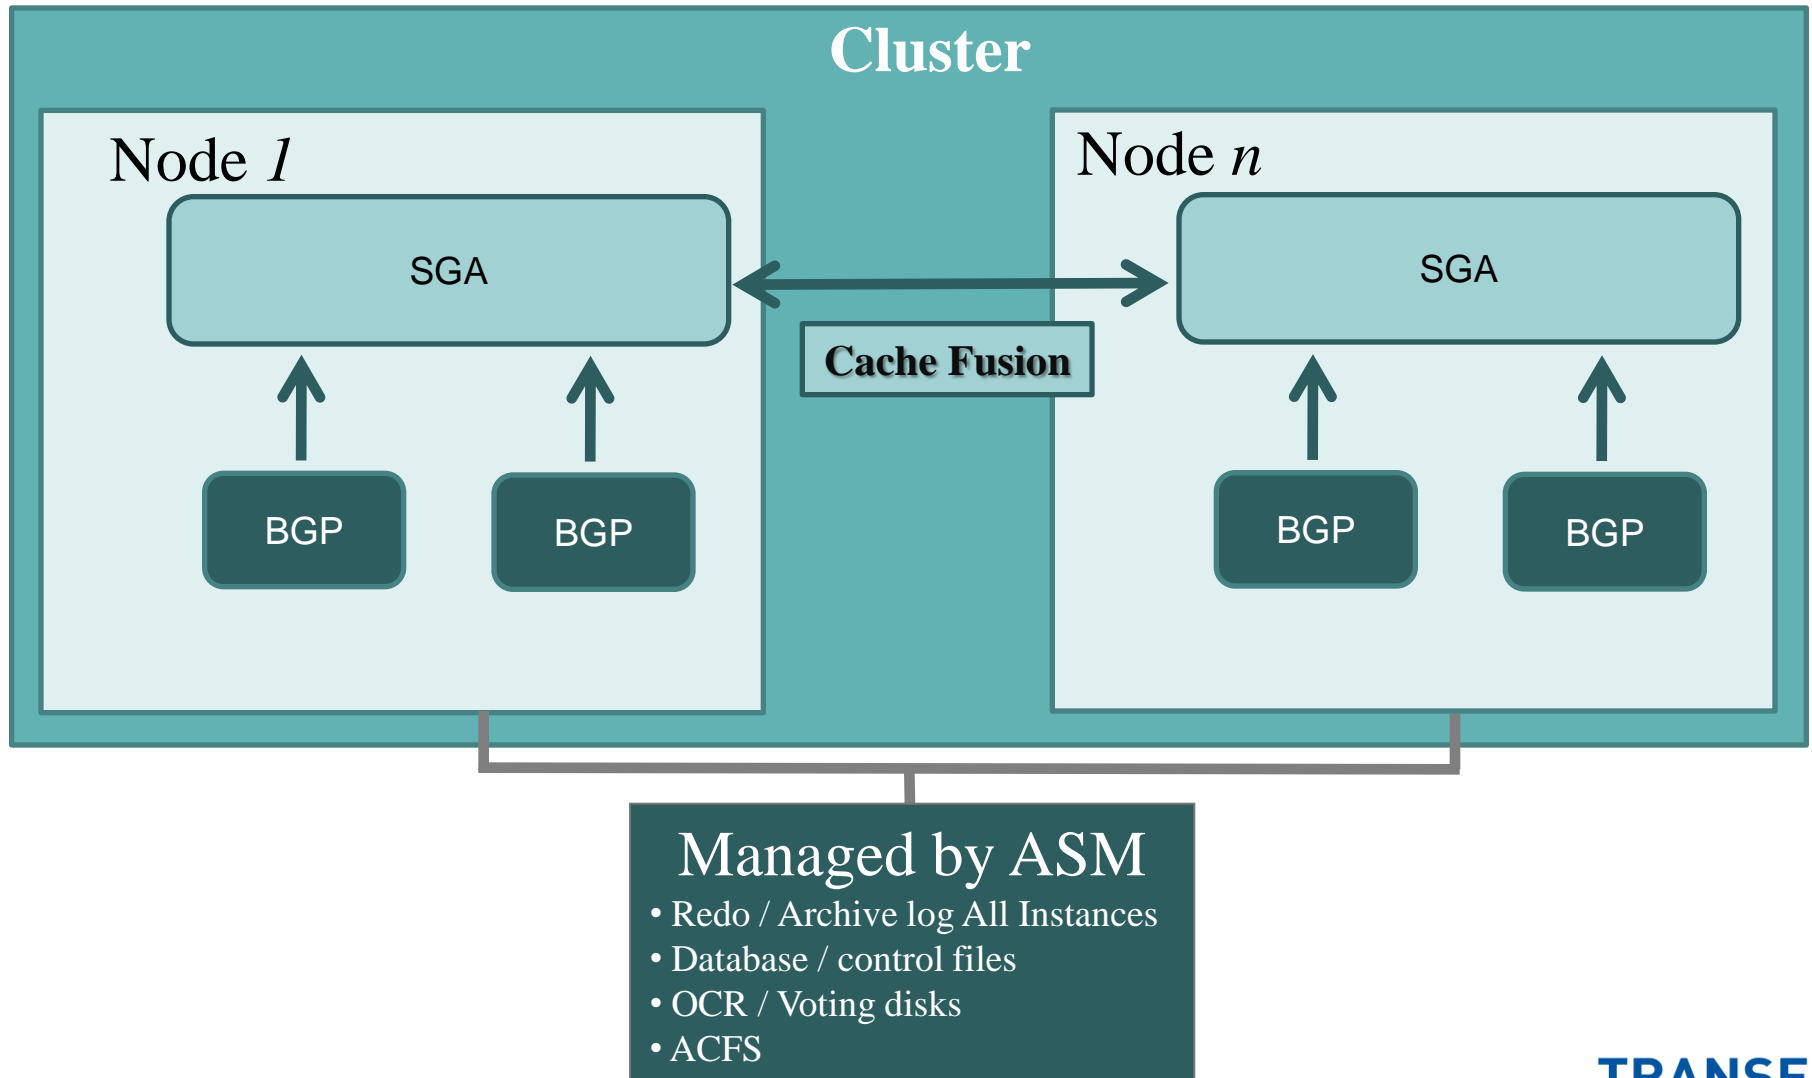 Cluster
Node 1
Node n
SGA
SGA
Cache Fusion
BGP
BGP
BGP
BGP
Managed by ASM
• Redo / Archive log All Instances
• Database / control files
• OCR / Voting disks
• ACFS